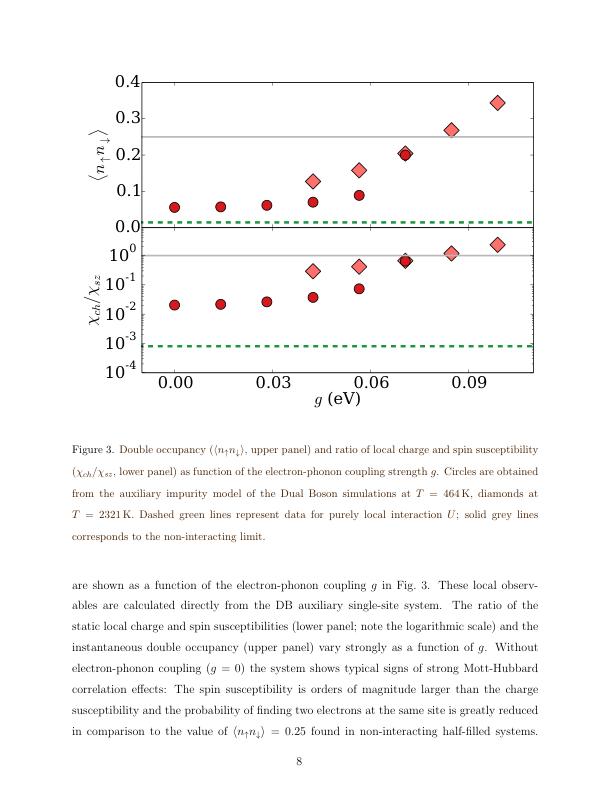 0.4
0.3
0.2
0.1
0.0
⟨n↑n↓⟩
10^0
10^-1
10^-2
10^-3
10^-4
χ_ch/χ_sz
0.00 0.03 0.06 0.09
g (eV)
Figure 3. Double occupancy (⟨n↑n↓⟩, upper panel) and ratio of local charge and spin susceptibility
(χ_ch/χ_sz, lower panel) as function of the electron-phonon coupling strength g. Circles are obtained
from the auxiliary impurity model of the Dual Boson simulations at T = 464 K, diamonds at
T = 2321 K. Dashed green lines represent data for purely local interaction U; solid grey lines
corresponds to the non-interacting limit.
are shown as a function of the electron-phonon coupling g in Fig. 3. These local observ-
ables are calculated directly from the DB auxiliary single-site system. The ratio of the
static local charge and spin susceptibilities (lower panel; note the logarithmic scale) and the
instantaneous double occupancy (upper panel) vary strongly as a function of g. Without
electron-phonon coupling (g = 0) the system shows typical signs of strong Mott-Hubbard
correlation effects: The spin susceptibility is orders of magnitude larger than the charge
susceptibility and the probability of finding two electrons at the same site is greatly reduced
in comparison to the value of ⟨n↑n↓⟩ = 0.25 found in non-interacting half-filled systems.
8